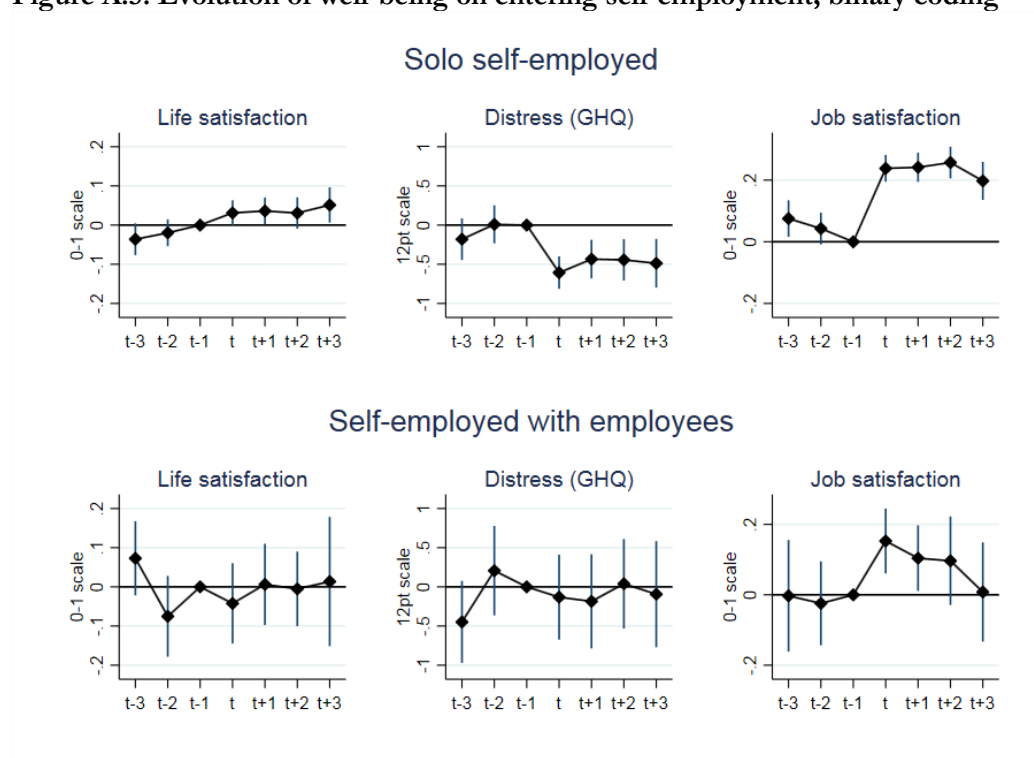 Figure A.3. Evolution of well-being on entering self-employment, binary coding
Solo self-employed
Life satisfaction
Distress (GHQ)
Job satisfaction
0-1 scale
.2
.1
0
-.1
-.2
t-3 t-2 t-1 t t+1 t+2 t+3
12pt scale
1
.5
0
-.5
-1
t-3 t-2 t-1 t t+1 t+2 t+3
0-1 scale
.2
0
-.2
t-3 t-2 t-1 t t+1 t+2 t+3
Self-employed with employees
Life satisfaction
Distress (GHQ)
Job satisfaction
0-1 scale
.2
.1
0
-.1
-.2
t-3 t-2 t-1 t t+1 t+2 t+3
12pt scale
1
.5
0
-.5
-1
t-3 t-2 t-1 t t+1 t+2 t+3
0-1 scale
.2
0
-.2
t-3 t-2 t-1 t t+1 t+2 t+3